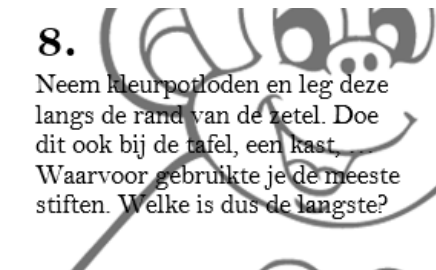 8.
Neem kleurpotloden en leg deze
langs de rand van de zetel. Doe
dit ook bij de tafel, een kast, …
Waarvoor gebruikte je de meeste
stiften. Welke is dus de langste?